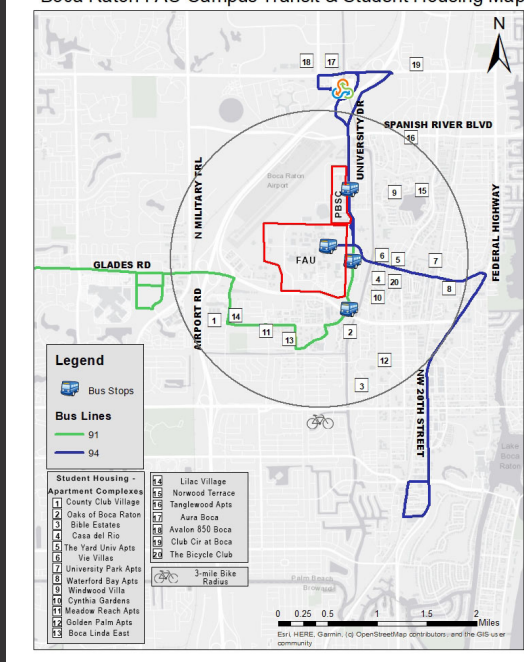 Boca Raton FAU Campus Transit & Student Housing Map
N
18
17
19
UNIVERSITY DR
SPANISH RIVER BLVD
16
N MILITARY TRL
Boca Raton
Airport
PBSC
9
15
FEDERAL HIGHWAY
FAU
6
5
7
GLADES RD
4
20
8
10
AIRPORT RD
1
14
11
13
2
12
3
NW 20TH STREET
Lake
Boca
Raton
Legend
Bus Stops
Bus Lines
91
94
Student Housing -
Apartment Complexes
1 County Club Village
2 Oaks of Boca Raton
3 Bible Estates
4 Casa del Rio
5 The Yard Univ Apts
6 Vie Villas
7 University Park Apts
8 Waterford Bay Apts
9 Windwood Villa
10 Cynthia Gardens
11 Meadow Reach Apts
12 Golden Palm Apts
13 Boca Linda East
14 Lilac Village
15 Norwood Terrace
16 Tanglewood Apts
17 Aura Boca
18 Avalon 850 Boca
19 Club Cir at Boca
20 The Bicycle Club
3-mile Bike
Radius
Palm Beach
0 0.25 0.5 1 1.5 2
Miles
Esri, HERE, Garmin, (c) OpenStreetMap contributors, and the GIS user
community